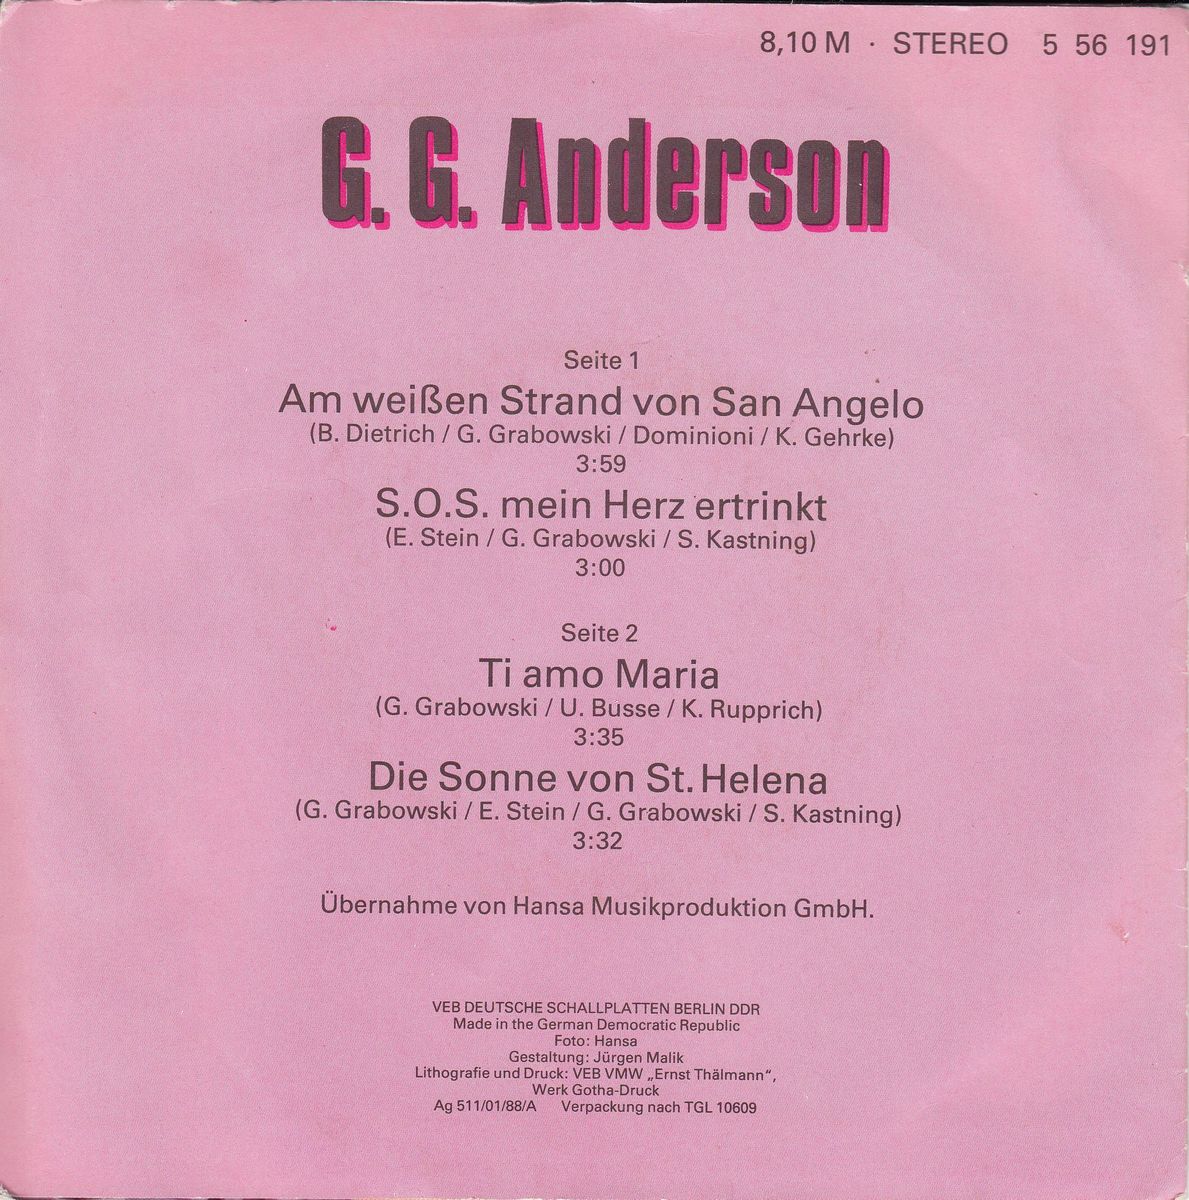 8,10 M · STEREO 5 56 191
G. G. Anderson
Seite 1
Am weißen Strand von San Angelo
(B. Dietrich / G. Grabowski / Dominioni / K. Gehrke)
3:59
S.O.S. mein Herz ertrinkt
(E. Stein / G. Grabowski / S. Kastning)
3:00
Seite 2
Ti amo Maria
(G. Grabowski / U. Busse / K. Rupprich)
3:35
Die Sonne von St. Helena
(G. Grabowski / E. Stein / G. Grabowski / S. Kastning)
3:32
Übernahme von Hansa Musikproduktion GmbH.
VEB DEUTSCHE SCHALLPLATTEN BERLIN DDR
Made in the German Democratic Republic
Foto: Hansa
Gestaltung: Jürgen Malik
Lithografie und Druck: VEB VMW „Ernst Thälmann“,
Werk Gotha-Druck
Ag 511/01/88/A Verpackung nach TGL 10609